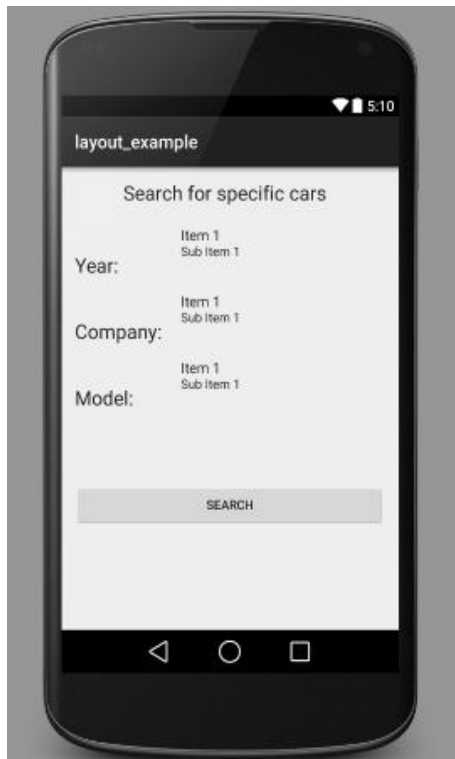 5:10
layout_example
Search for specific cars
Item 1
Sub Item 1
Year:
Item 1
Sub Item 1
Company:
Item 1
Sub Item 1
Model:
SEARCH